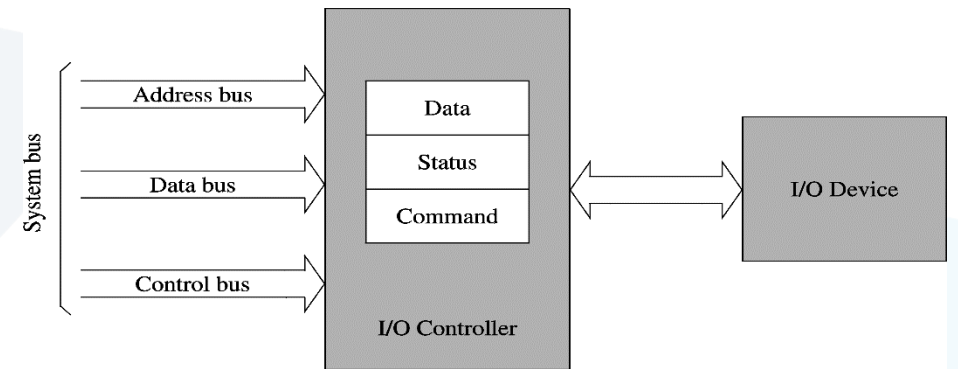 System bus
Address bus
Data bus
Control bus
Data
Status
Command
I/O Controller
I/O Device